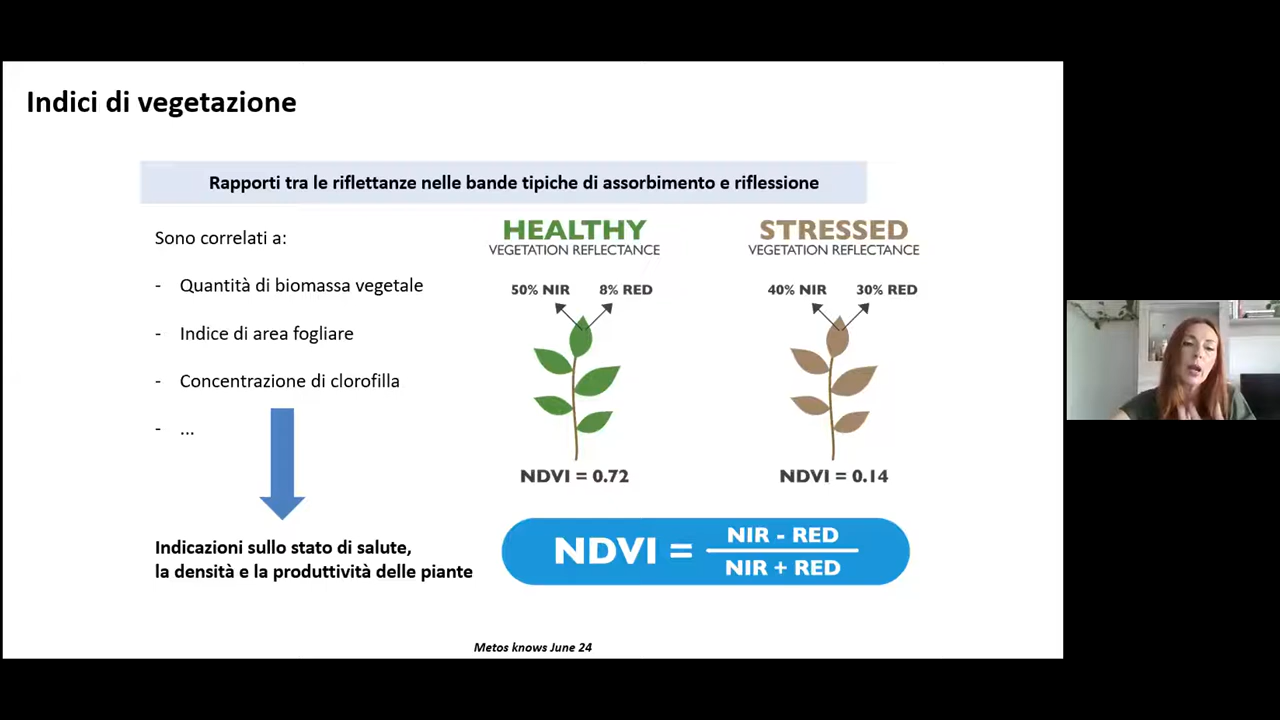 Indici di vegetazione
Rapporti tra le riflettanze nelle bande tipiche di assorbimento e riflessione
Sono correlati a:
- Quantità di biomassa vegetale
- Indice di area fogliare
- Concentrazione di clorofilla
- ...
Indicazioni sullo stato di salute,
la densità e la produttività delle piante
HEALTHY
VEGETATION REFLECTANCE
50% NIR 8% RED
NDVI = 0.72
STRESSED
VEGETATION REFLECTANCE
40% NIR 30% RED
NDVI = 0.14
NDVI = NIR - RED
NIR + RED
Metos knows June 24